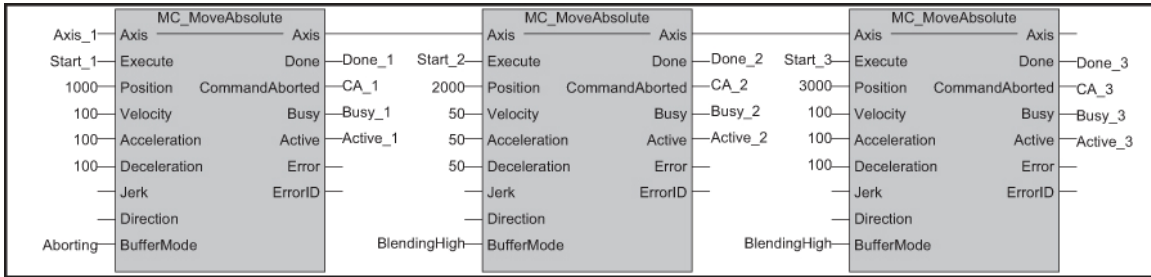 MC_MoveAbsolute MC_MoveAbsolute MC_MoveAbsolute
Axis_1 Axis Axis Axis Axis Axis Axis
Start_1 Execute Done Done_1 Start_2 Execute Done Done_2 Start_3 Execute Done Done_3
1000 Position CommandAborted CA_1 2000 Position CommandAborted CA_2 3000 Position CommandAborted CA_3
100 Velocity Busy Busy_1 50 Velocity Busy Busy_2 100 Velocity Busy Busy_3
100 Acceleration Active Active_1 50 Acceleration Active Active_2 100 Acceleration Active Active_3
100 Deceleration Error 50 Deceleration Error 100 Deceleration Error
Jerk ErrorID Jerk ErrorID Jerk ErrorID
Direction Direction Direction
Aborting BufferMode BlendingHigh BufferMode BlendingHigh BufferMode